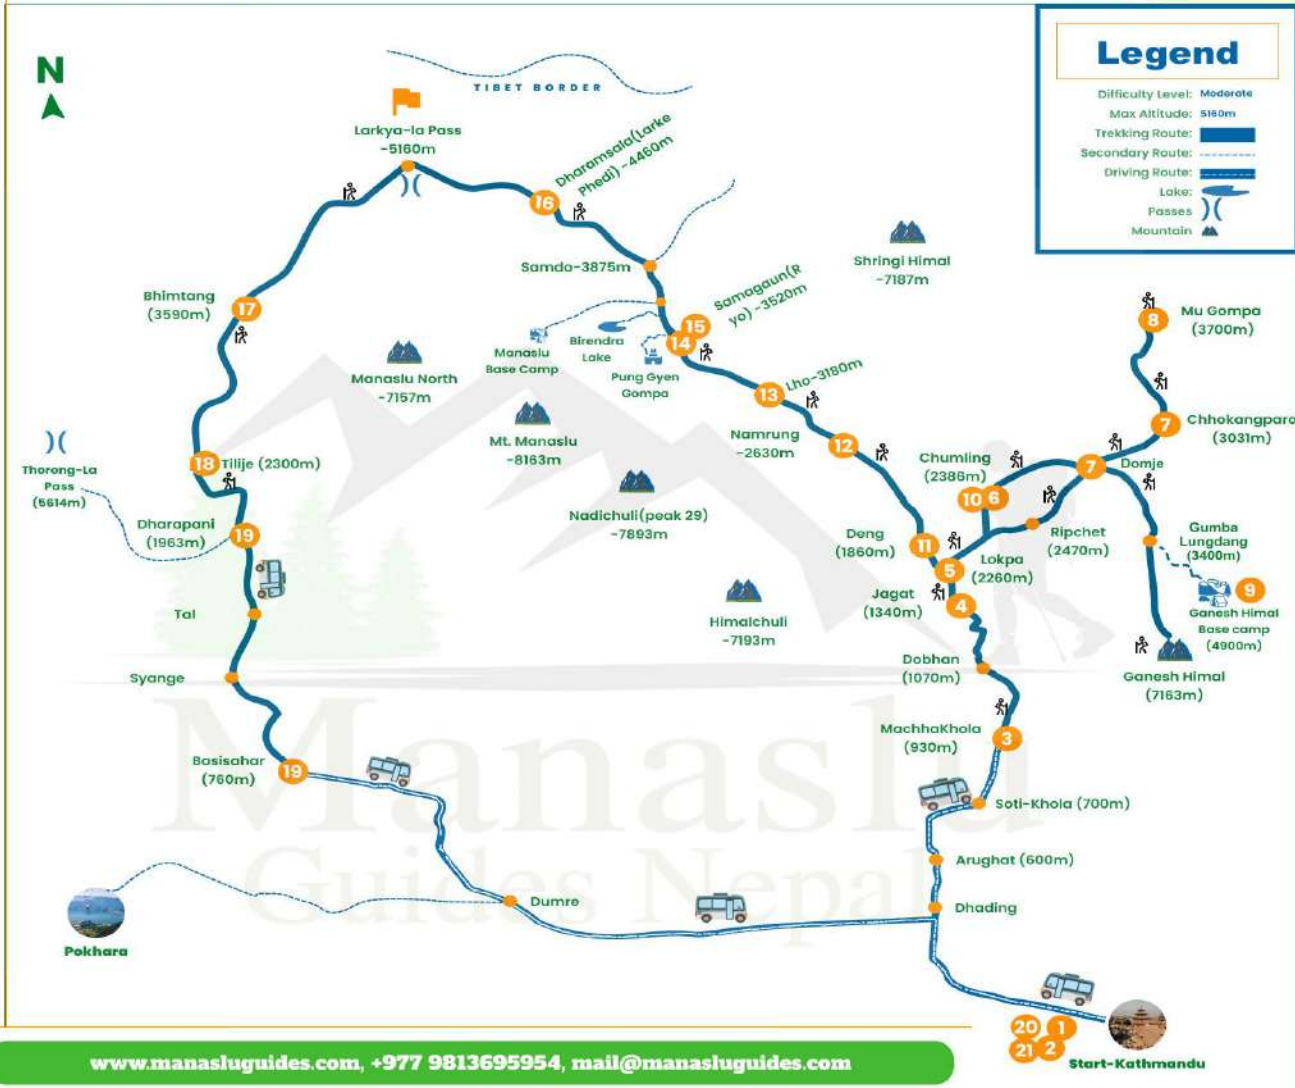 N
TIBET BORDER
Legend
Difficulty Level: Moderate
Max Altitude: 5160m
Trekking Route:
Secondary Route:
Driving Route:
Lake:
Passes
Mountain
Larkya-la Pass
-5160m
Dharamsala(Larke
Phedi) -4460m
16
Samdo-3875m
Shringi Himal
-7187m
Bhimtang
(3590m)
17
Samagaun(R
yo) -3520m
15
14
Manaslu
Base Camp
Birendra
Lake
Pung Gyen
Gompa
8
Mu Gompa
(3700m)
Manaslu North
-7157m
13
Lho-3180m
Mt. Manaslu
-8163m
Namrung
-2630m
12
7
Chhokangparo
(3031m)
Thorong-La
Pass
(5614m)
18
Tilije (2300m)
Chumling
(2386m)
10
6
7
Domje
Nadichuli(peak 29)
-7893m
Dharapani
(1963m)
19
Deng
(1860m)
11
Ripchet
(2470m)
Lokpa
(2260m)
Gumba
Lungdang
(3400m)
5
Jagat
(1340m)
4
9
Ganesh Himal
Base camp
(4900m)
Tal
Himalchuli
-7193m
Syange
Dobhan
(1070m)
Ganesh Himal
(7163m)
MachhaKhola
(930m)
3
Basisahar
(760m)
19
Soti-Khola (700m)
Manaslu
Guides Nepal
Arughat (600m)
Dumre
Dhading
Pokhara
20
1
21
2
Start-Kathmandu
www.manasluguides.com, +977 9813695954, mail@manasluguides.com